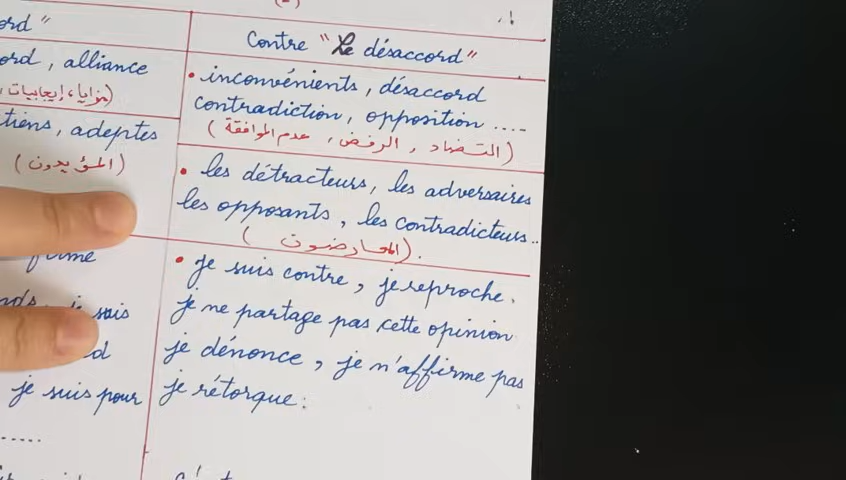 ord"
ord, alliance
(مزايا، إيجابيات
tiens, adeptes
(المؤيدون)
je suis pour
.....
Contre "Le désaccord"
• inconvénients, désaccord
contradiction, opposition ....
(التضاد, الرفض, عدم الموافقة)
• les détracteurs, les adversaires
les opposants, les contradicteurs..
(المعارضون).
• je suis contre, je reproche.
je ne partage pas cette opinion
je dénonce, je n'affirme pas
je rétorque: